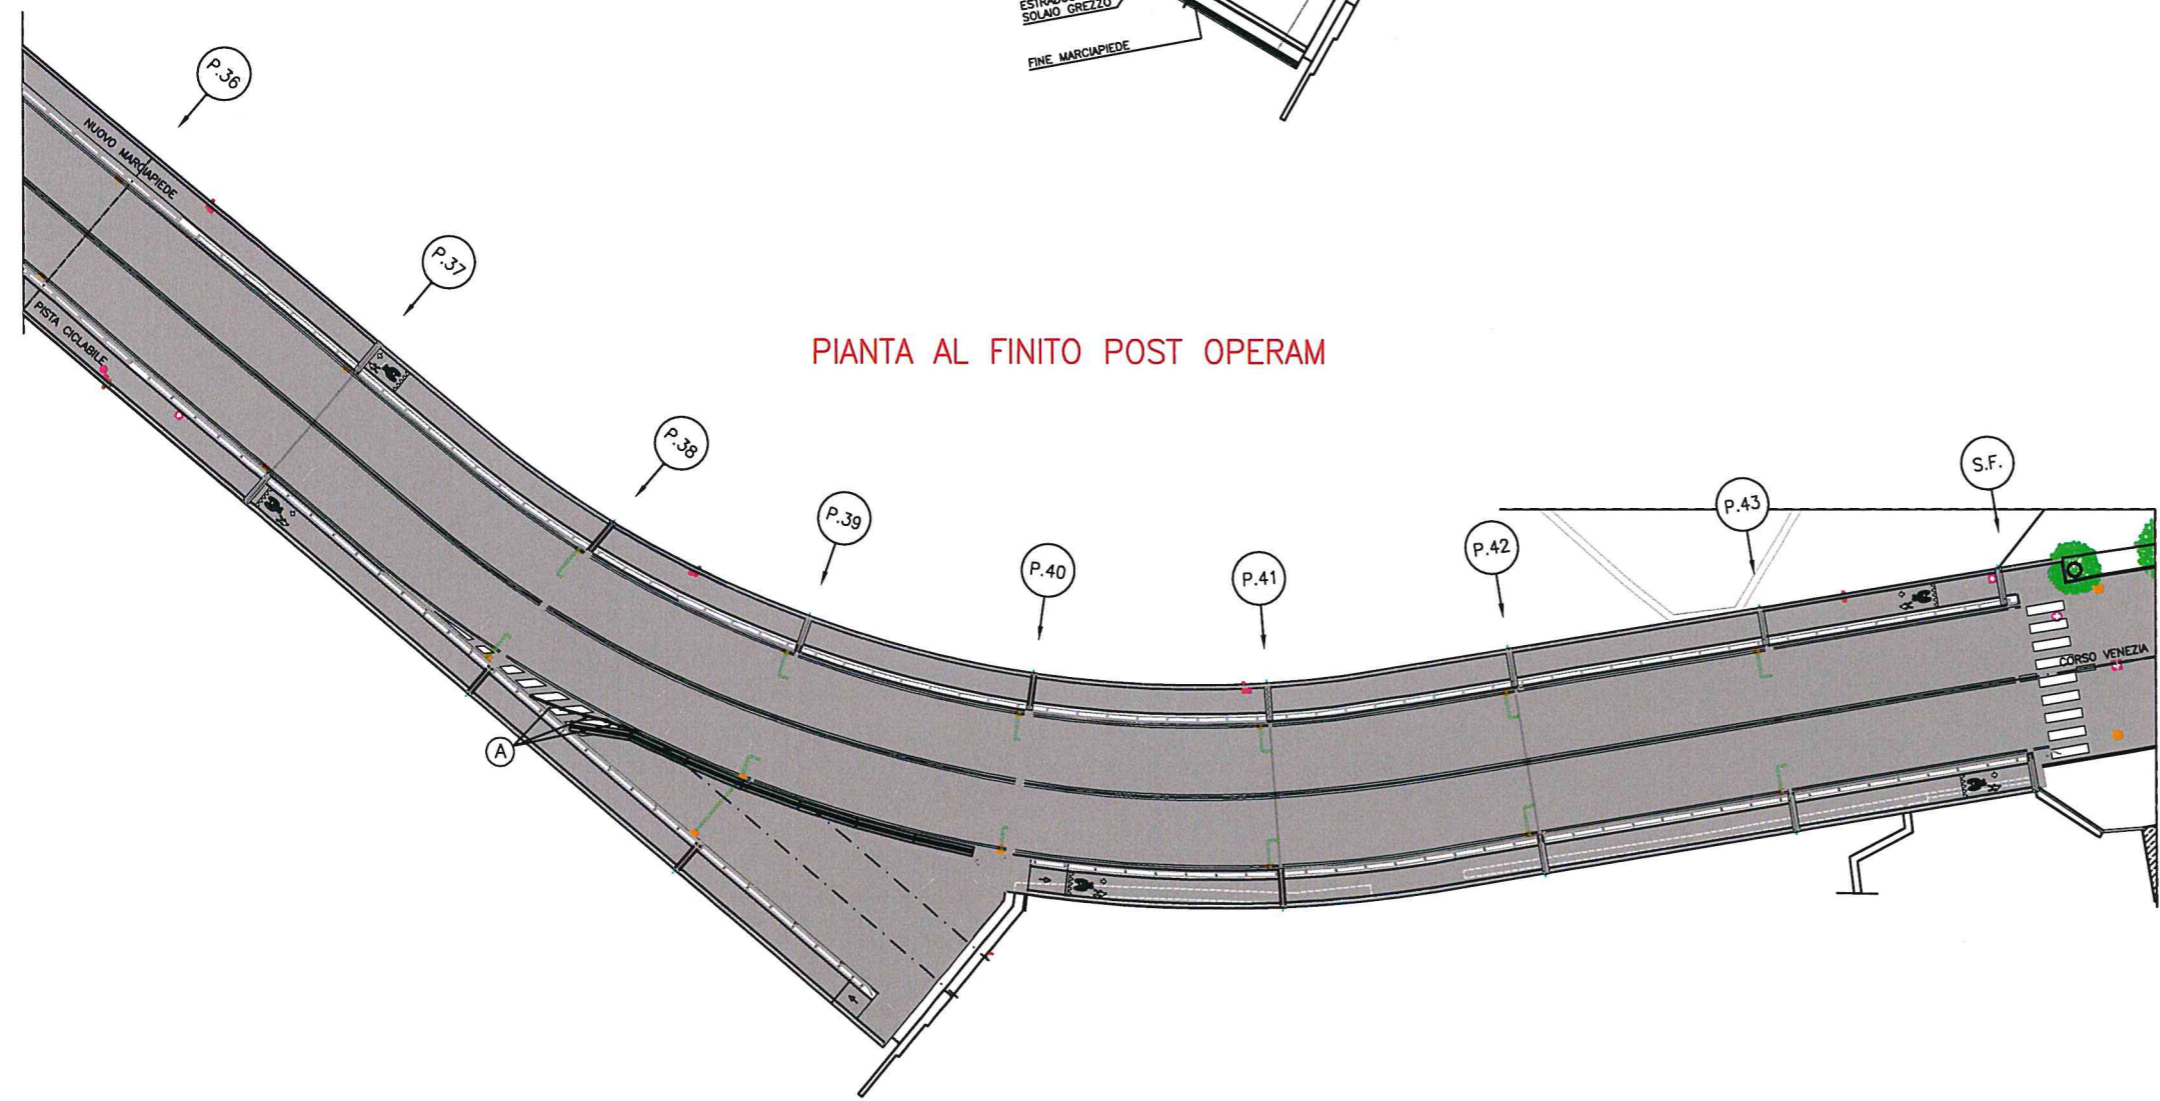 SOLAIO GREZZO
FINE MARCIAPIEDE
P.36
NUOVO MARCIAPIEDE
P.37
PISTA CICLABILE
PIANTA AL FINITO POST OPERAM
P.38
P.39
P.40
P.41
P.42
P.43
S.F.
CORSO VENEZIA
A